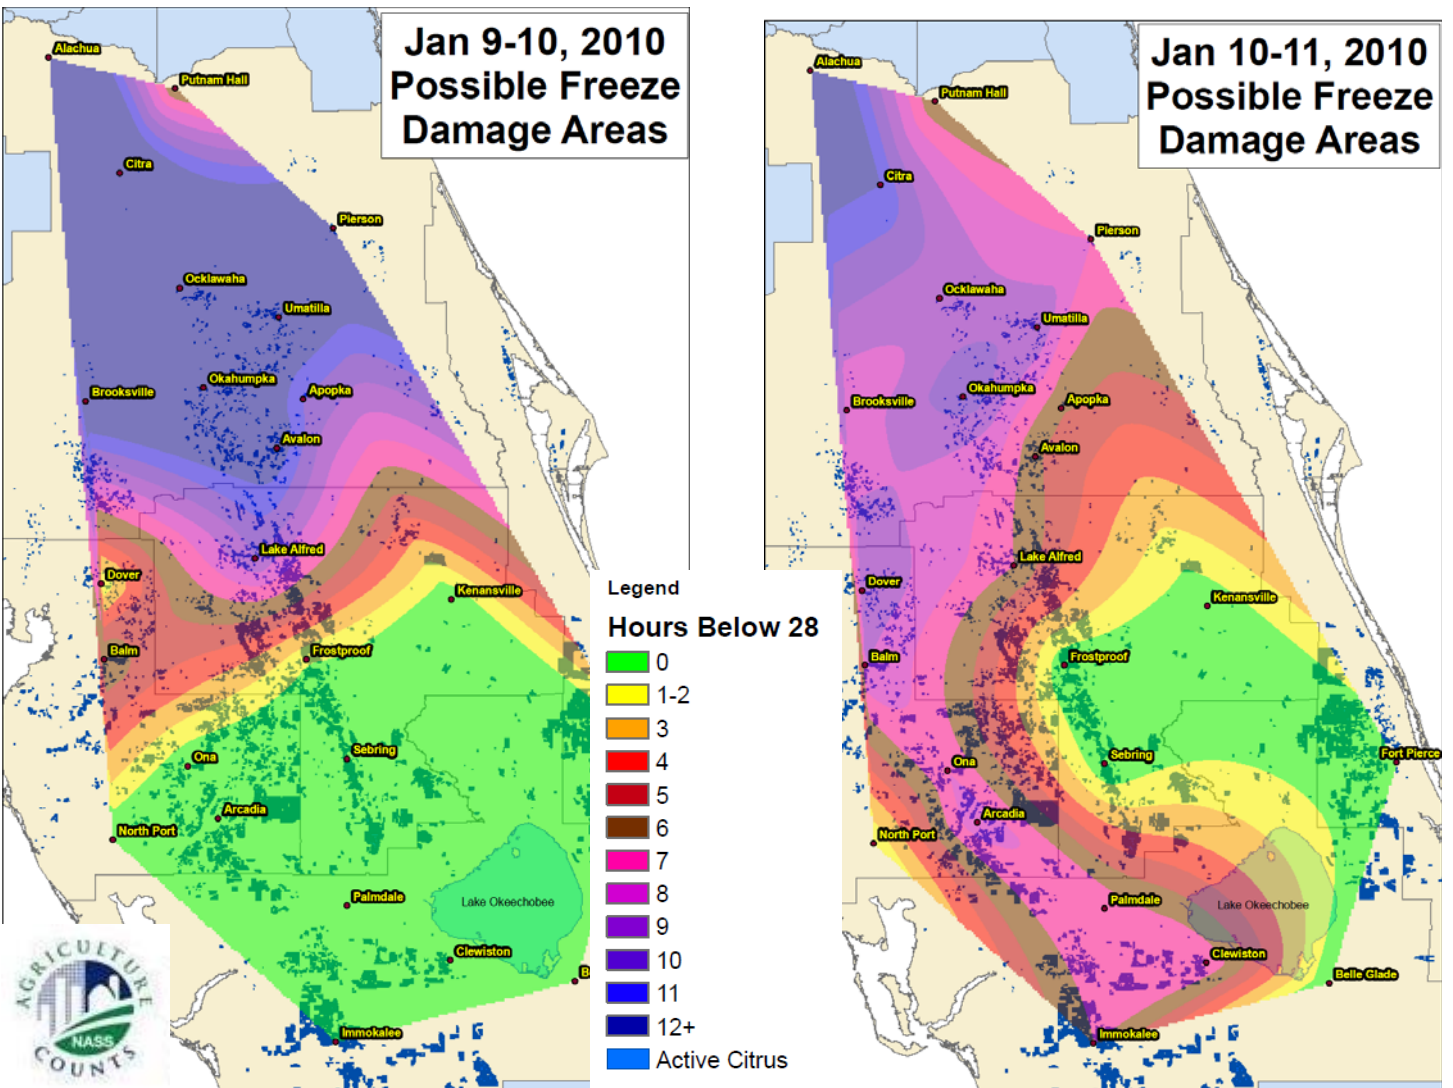 Jan 9-10, 2010
Possible Freeze
Damage Areas
Alachua
Putnam Hall
Citra
Pierson
Ocklawaha
Umatilla
Okahumpka
Brooksville
Apopka
Avalon
Lake Alfred
Dover
Kenansville
Balm
Frostproof
Ona
Sebring
Arcadia
North Port
Palmdale
Lake Okeechobee
Clewiston
B
Immokalee
AGRICULTURE
NASS
COUNTS
Legend
Hours Below 28
0
1-2
3
4
5
6
7
8
9
10
11
12+
Active Citrus
Jan 10-11, 2010
Possible Freeze
Damage Areas
Alachua
Putnam Hall
Citra
Pierson
Ocklawaha
Umatilla
Okahumpka
Brooksville
Apopka
Avalon
Lake Alfred
Dover
Kenansville
Balm
Frostproof
Ona
Sebring
Fort Pierce
Arcadia
North Port
Palmdale
Lake Okeechobee
Clewiston
Belle Glade
Immokalee